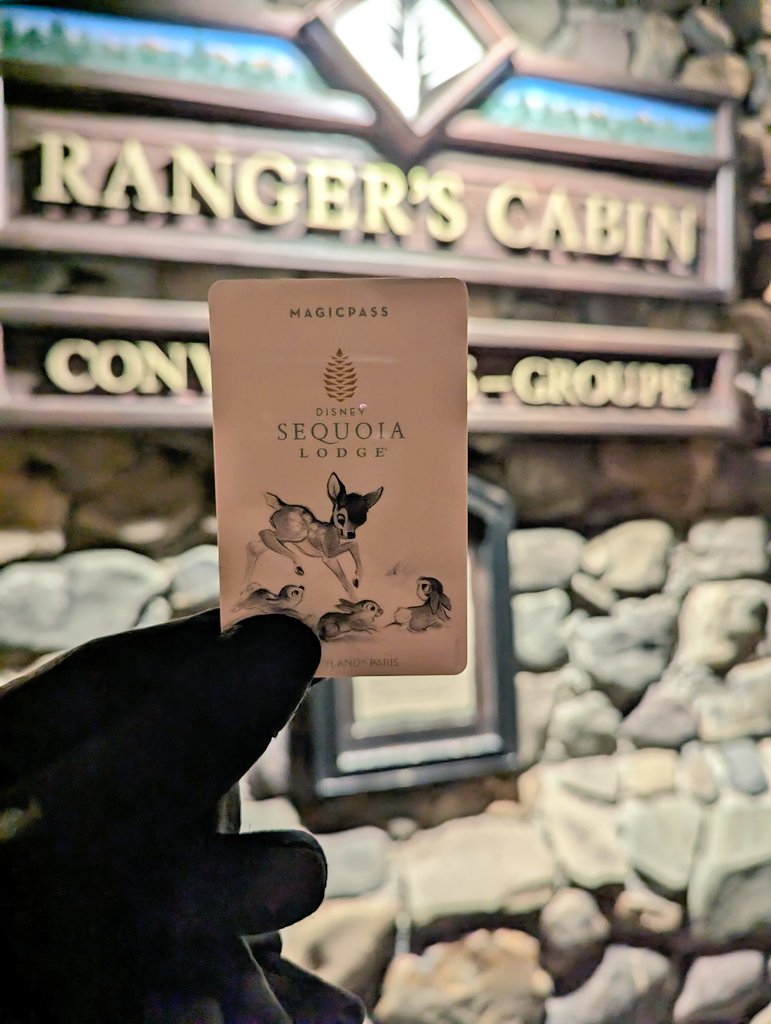 RANGER'S CABIN
GROUPE
MAGICPASS
DISNEY
SEQUOIA
LODGE
PARIS